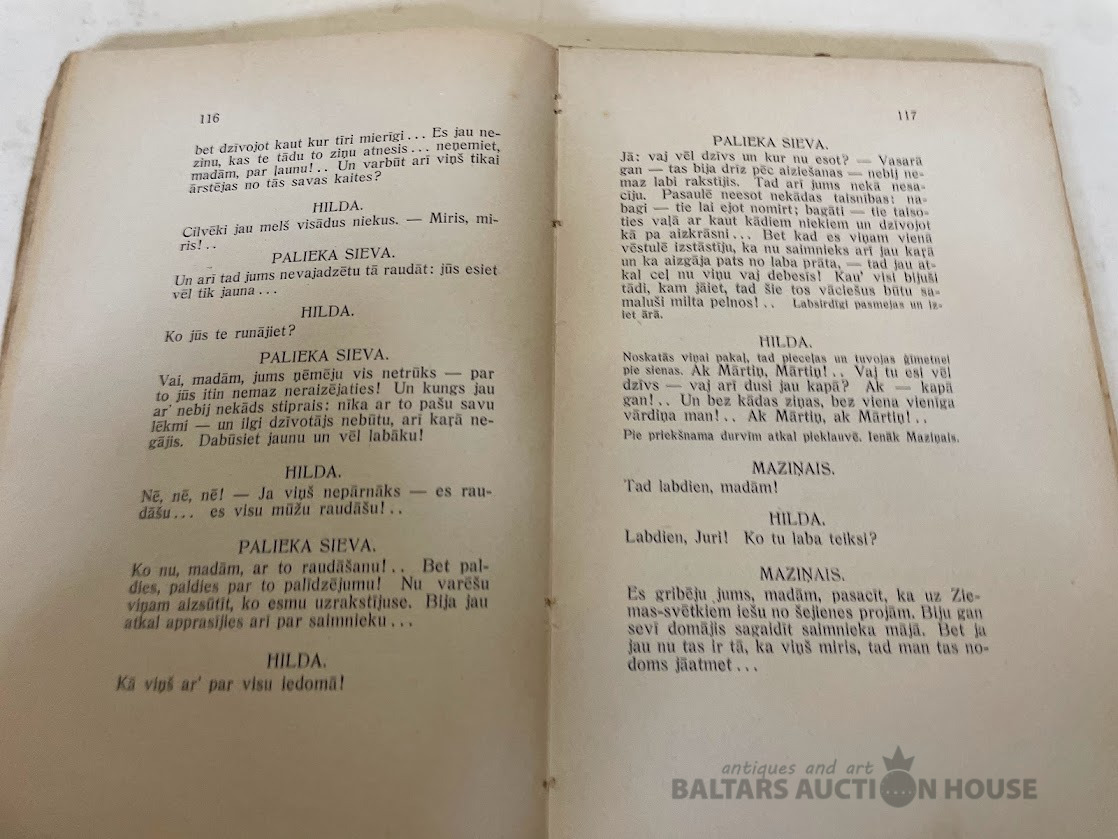 116
bet dzīvojot kaut kur tīri mierīgi... Es jau ne-
zinu, kas te tādu to ziņu atnesis... neņemiet,
madām, par ļaunu!.. Un varbūt arī viņš tikai
ārstējas no tās savas kaites?
HILDA.
Cilvēki jau melš visādus niekus. — Miris, mi-
ris!..
PALIEKA SIEVA.
Un arī tad jums nevajadzētu tā raudāt: jūs esiet
vēl tik jauna...
HILDA.
Ko jūs te runājiet?
PALIEKA SIEVA.
Vai, madām, jums ņēmēju vis netrūks — par
to jūs itin nemaz neraizējaties! Un kungs jau
ar' nebij nekāds stiprais: nīka ar to pašu savu
lēkmi — un ilgi dzīvotājs nebūtu, arī kaŗā ne-
gājis. Dabūsiet jaunu un vēl labāku!
HILDA.
Nē, nē, nē! — Ja viņš nepārnāks — es rau-
dāšu... es visu mūžu raudāšu!..
PALIEKA SIEVA.
Ko nu, madām, ar to raudāšanu!.. Bet pal-
dies, paldies par to palīdzējumu! Nu varēšu
viņam aizsūtīt, ko esmu uzrakstījuse. Bija jau
atkal apprasījies arī par saimnieku...
HILDA.
Kā viņš ar' par visu iedomā!
117
PALIEKA SIEVA.
Jā: vaj vēl dzīvs un kur nu esot? — Vasarā
gan — tas bija drīz pēc aiziešanas — nebij ne-
maz labi rakstījis. Tad arī jums nekā nesa-
cīju. Pasaulē neesot nekādas taisnības: na-
bagi — tie lai ejot nomirt; bagāti — tie taiso-
ties vaļā ar kaut kādiem niekiem un dzīvojot
kā pa aizkrāsni... Bet kad es viņam vienā
vēstulē izstāstīju, ka nu saimnieks arī jau kaŗā
un ka aizgāja pats no laba prāta, — tad jau at-
kal ceļ nu viņu vaj debesīs! Kau' visi bijuši
tādi, kam jāiet, tad šie tos vāciešus būtu sa-
maluši milta pelnos!.. Labsirdīgi pasmejas un iz-
iet ārā.
HILDA.
Noskatās viņai pakaļ, tad pieceļas un tuvojas ģīmetnei
pie sienas. Ak Mārtiņ, Mārtiņ!.. Vaj tu esi vēl
dzīvs — vaj arī dusi jau kapā? Ak — kapā
gan!.. Un bez kādas ziņas, bez viena vienīga
vārdiņa man!.. Ak Mārtiņ, ak Mārtiņ!..
Pie priekšnama durvīm atkal pieklauvē. Ienāk Maziņais.
MAZIŅAIS.
Tad labdien, madām!
HILDA.
Labdien, Juri! Ko tu laba teiksi?
MAZIŅAIS.
Es gribēju jums, madām, pasacīt, ka uz Zie-
mas-svētkiem iešu no šejienes projām. Biju gan
sevī domājis sagaidīt saimnieka mājā. Bet ja
jau nu tas ir tā, ka viņš miris, tad man tas no-
doms jāatmet...
antiques and art
BALTARS AUCTION HOUSE